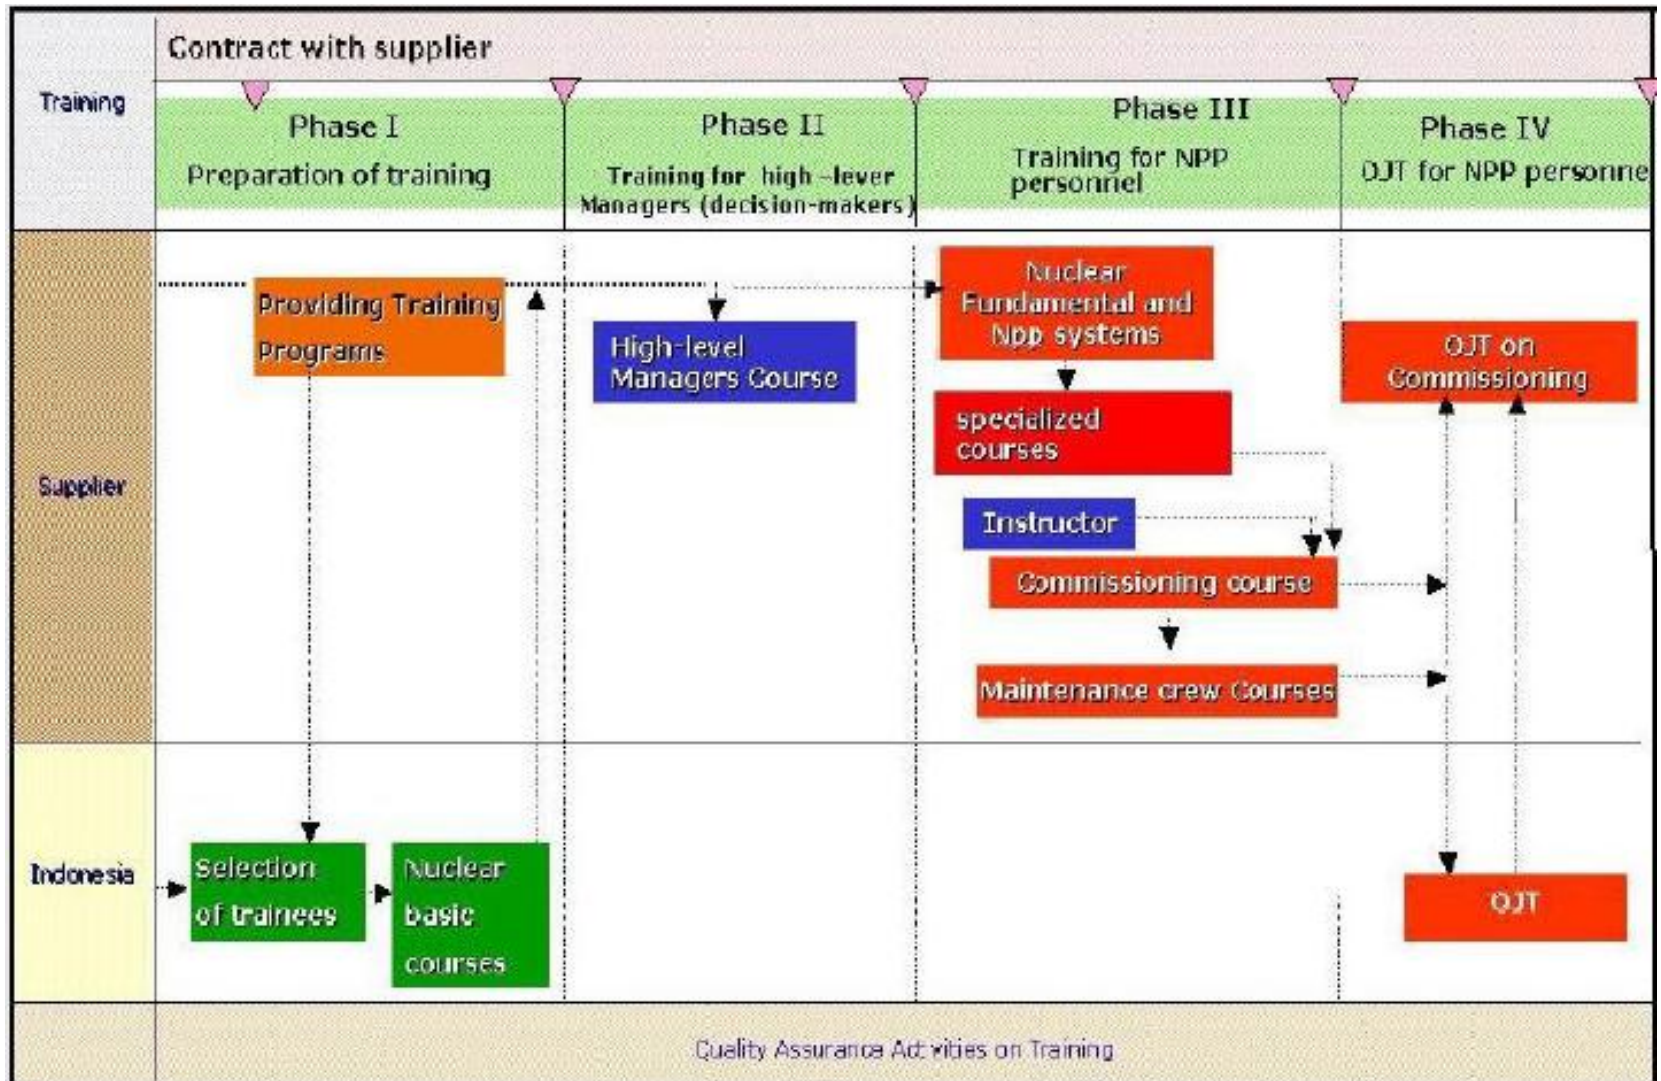 Contract with supplier
Training
Phase I
Preparation of training
Phase II
Training for high –lever
Managers (decision-makers)
Phase III
Training for NPP
personnel
Phase IV
OJT for NPP personne
Supplier
Providing Training
Programs
High-level
Managers Course
Nuclear
Fundamental and
Npp systems
specialized
courses
Instructor
Commissioning course
Maintenance crew Courses
OJT on
Commissioning
Indonesia
Selection
of trainees
Nuclear
basic
courses
OJT
Quality Assurance Activities on Training